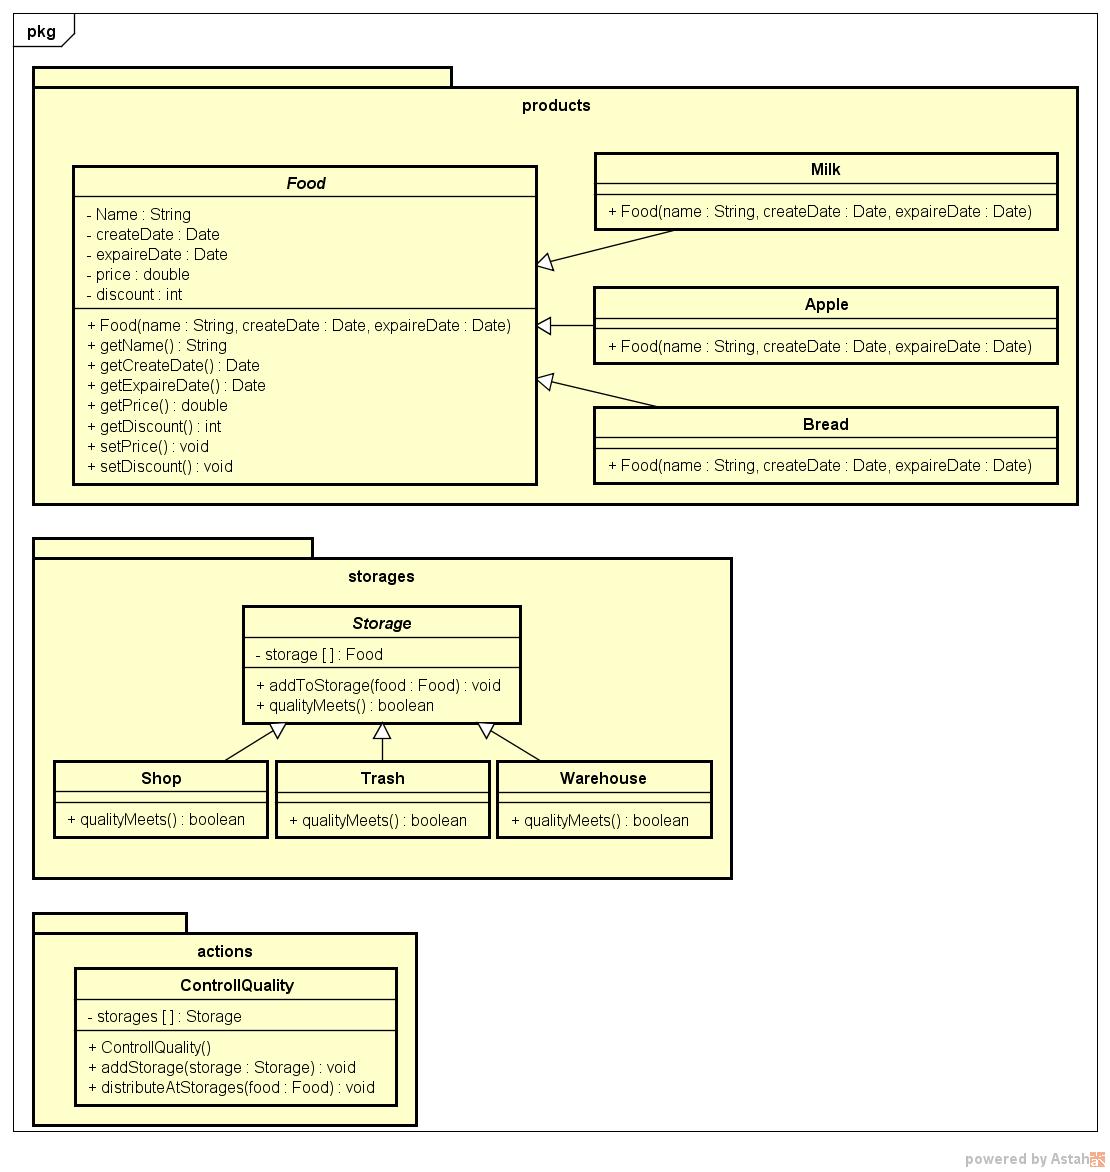 pkg
products
Food
- Name : String
- createDate : Date
- expaireDate : Date
- price : double
- discount : int
+ Food(name : String, createDate : Date, expaireDate : Date)
+ getName() : String
+ getCreateDate() : Date
+ getExpaireDate() : Date
+ getPrice() : double
+ getDiscount() : int
+ setPrice() : void
+ setDiscount() : void
Milk
+ Food(name : String, createDate : Date, expaireDate : Date)
Apple
+ Food(name : String, createDate : Date, expaireDate : Date)
Bread
+ Food(name : String, createDate : Date, expaireDate : Date)
storages
Storage
- storage [ ] : Food
+ addToStorage(food : Food) : void
+ qualityMeets() : boolean
Shop
+ qualityMeets() : boolean
Trash
+ qualityMeets() : boolean
Warehouse
+ qualityMeets() : boolean
actions
ControllQuality
- storages [ ] : Storage
+ ControllQuality()
+ addStorage(storage : Storage) : void
+ distributeAtStorages(food : Food) : void
powered by Astah